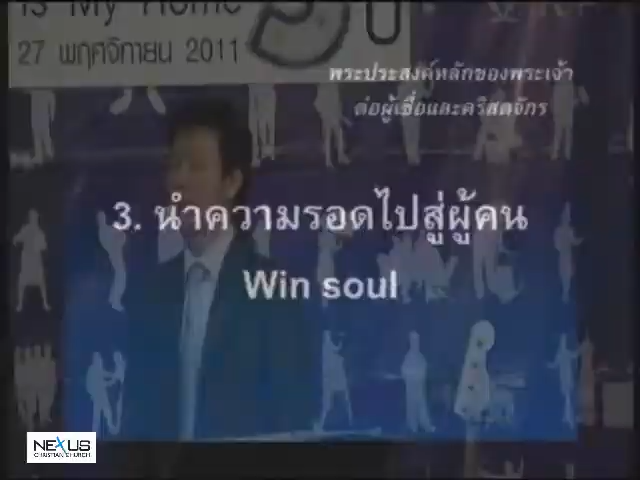 is My Home
27 พฤศจิกายน 2011
พระประสงค์หลักของพระเจ้า
ต่อผู้เชื่อและคริสตจักร
3. นำความรอดไปสู่ผู้คน
Win soul
NEXUS
CHRISTIAN CHURCH